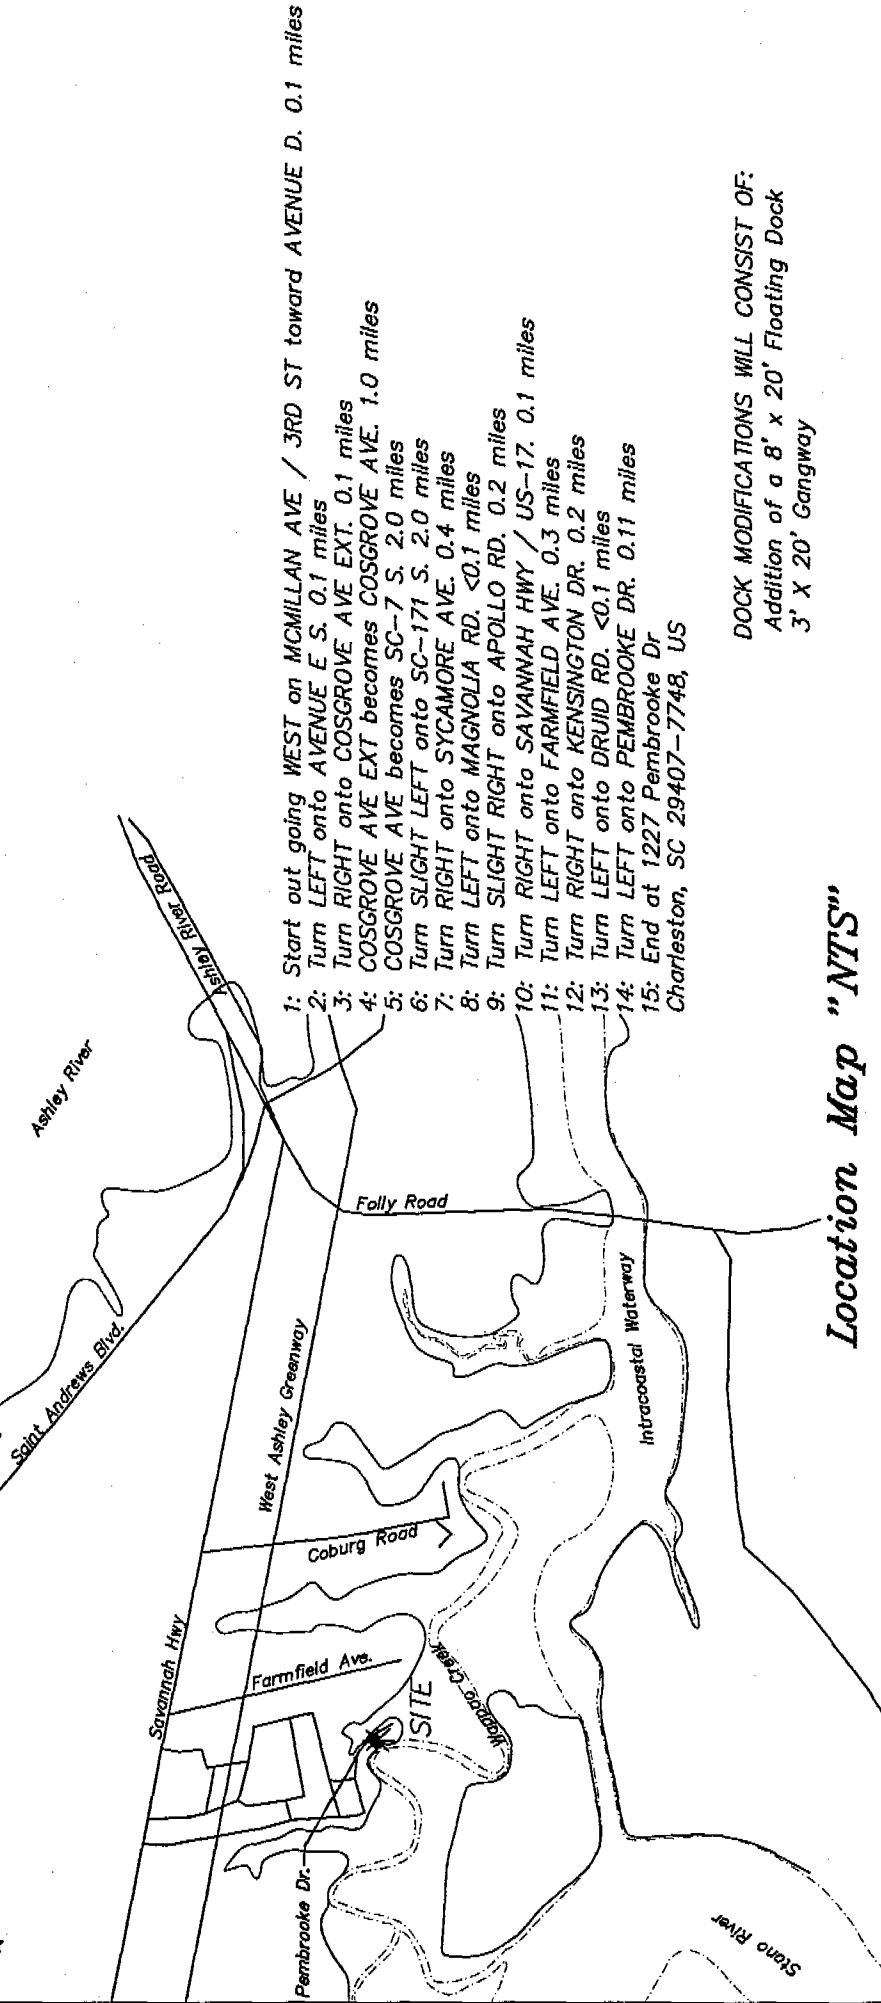 1: Start out going WEST on MCMILLAN AVE / 3RD ST toward AVENUE D. 0.1 miles
2: Turn LEFT onto AVENUE E S. 0.1 miles
3: Turn RIGHT onto COSGROVE AVE EXT. 0.1 miles
4: COSGROVE AVE EXT becomes COSGROVE AVE. 1.0 miles
5: COSGROVE AVE becomes SC-7 S. 2.0 miles
6: Turn SLIGHT LEFT onto SC-171 S. 2.0 miles
7: Turn RIGHT onto SYCAMORE AVE. 0.4 miles
8: Turn LEFT onto MAGNOLIA RD. <0.1 miles
9: Turn SLIGHT RIGHT onto APOLLO RD. 0.2 miles
10: Turn RIGHT onto SAVANNAH HWY / US-17. 0.1 miles
11: Turn LEFT onto FARMFIELD AVE. 0.3 miles
12: Turn RIGHT onto KENSINGTON DR. 0.2 miles
13: Turn LEFT onto DRUID RD. <0.1 miles
14: Turn LEFT onto PEMBROOKE DR. 0.11 miles
15: End at 1227 Pembrooke Dr
Charleston, SC 29407-7748, US
DOCK MODIFICATIONS WILL CONSIST OF:
Addition of a 8' x 20' Floating Dock
3' X 20' Gangway
Ashley River
Ashley River Road
Saint Andrews Blvd.
Folly Road
West Ashley Greenway
Savannah Hwy
Coburg Road
Farmfield Ave.
Intracoastal Waterway
SITE
Wappoo Creek
Pembrooke Dr.
Stono River
Location Map "NTS"